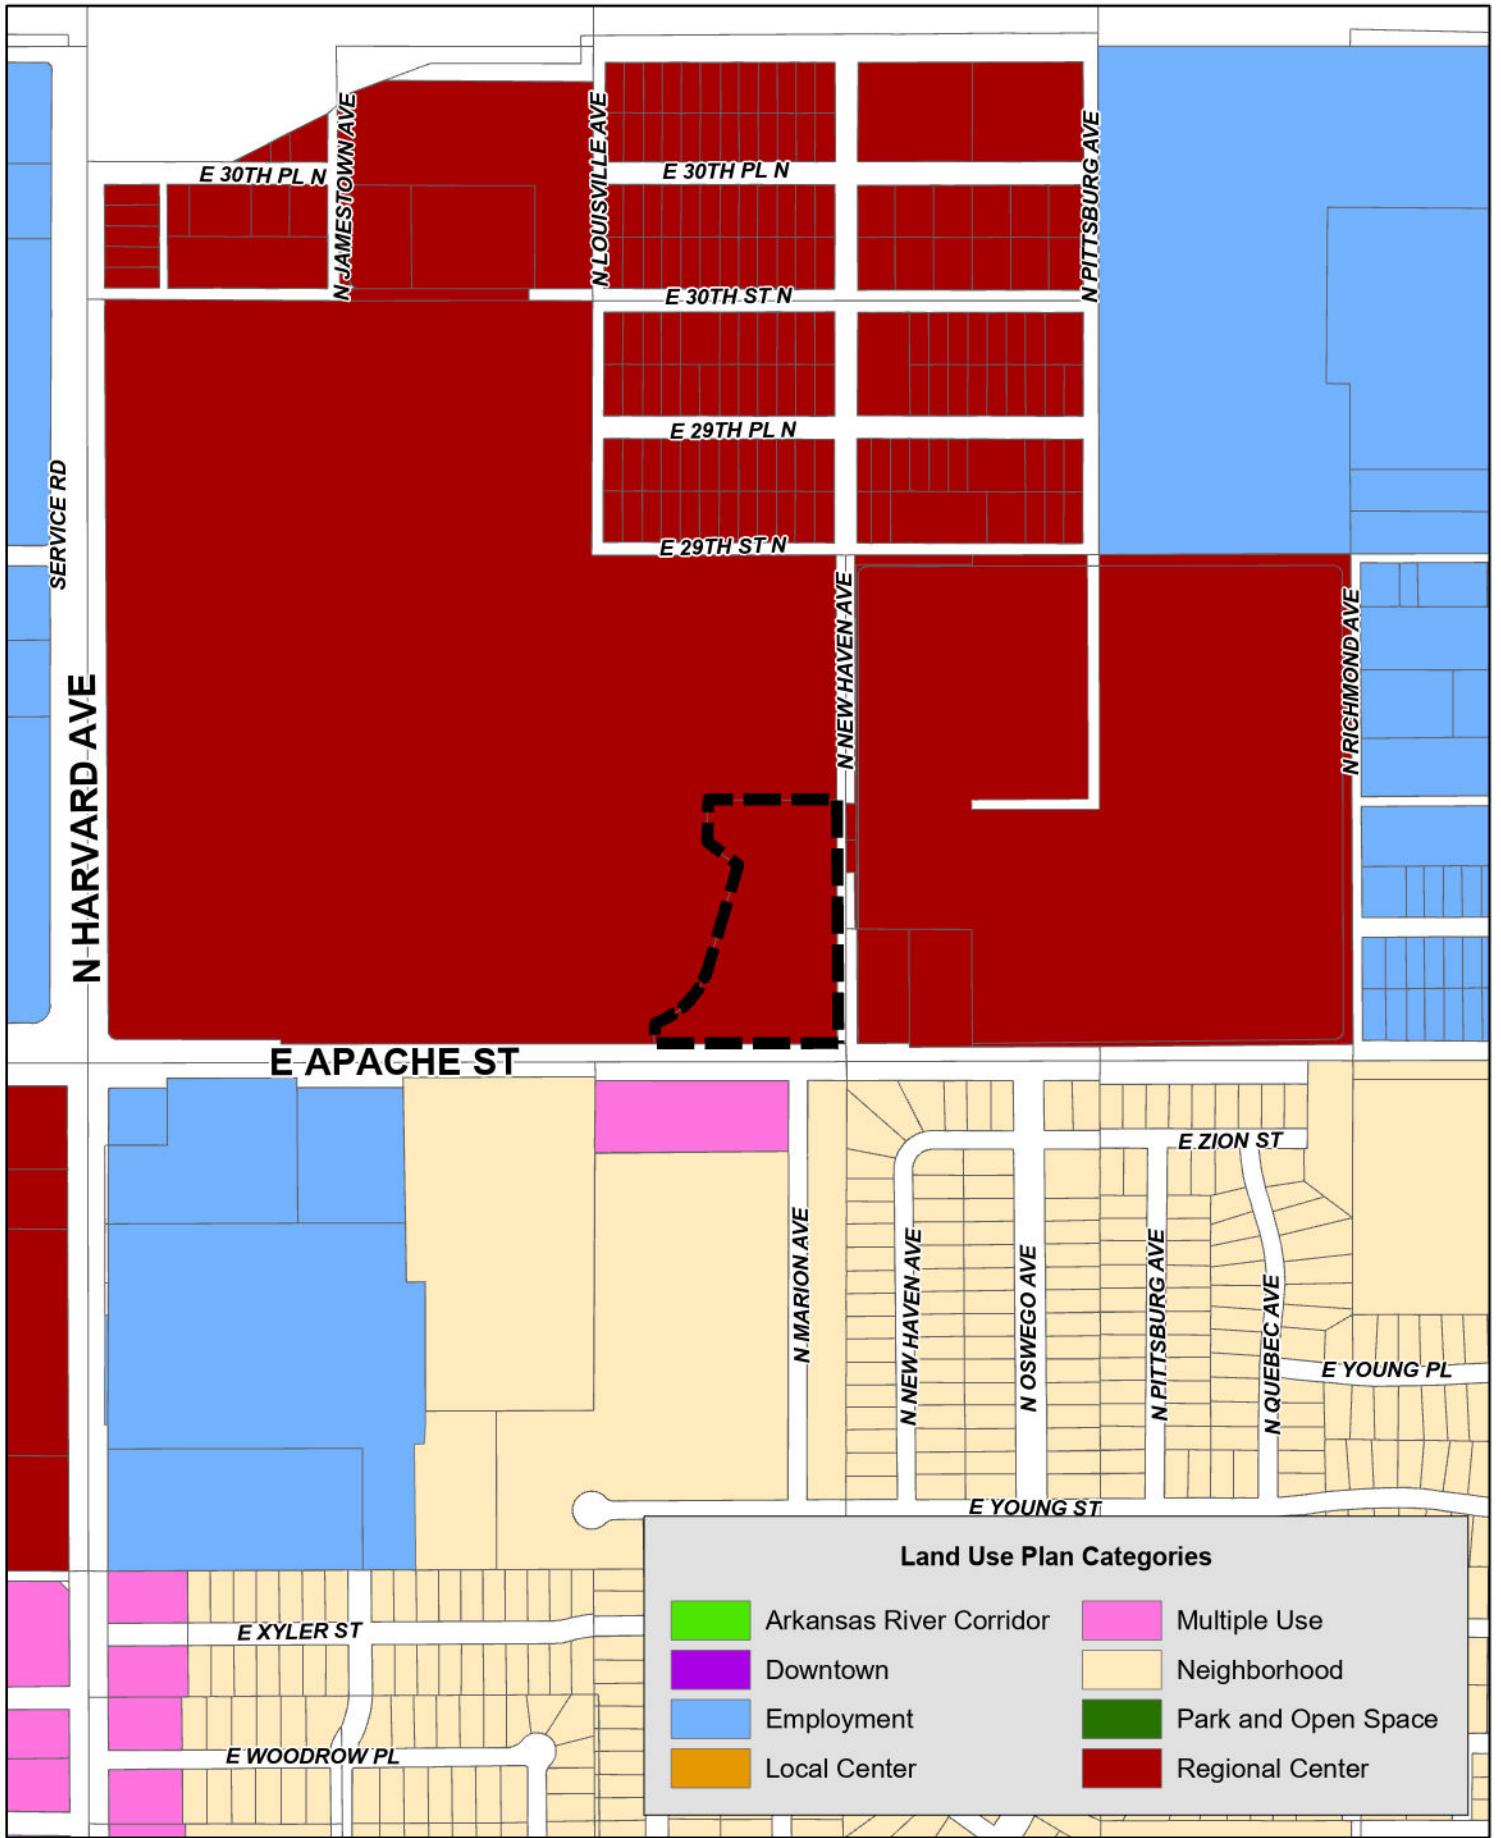 E 30TH PL N
N JAMESTOWN AVE
N LOUISVILLE AVE
E 30TH PL N
N PITTSBURG AVE
E 30TH ST N
E 29TH PL N
SERVICE RD
E 29TH ST N
N NEW HAVEN AVE
N RICHMOND AVE
N HARVARD AVE
E APACHE ST
E ZION ST
N MARION AVE
N NEW HAVEN AVE
N OSWEGO AVE
N PITTSBURG AVE
N QUEBEC AVE
E YOUNG PL
E YOUNG ST
E XYLER ST
E WOODROW PL
Land Use Plan Categories
Arkansas River Corridor
Downtown
Employment
Local Center
Multiple Use
Neighborhood
Park and Open Space
Regional Center